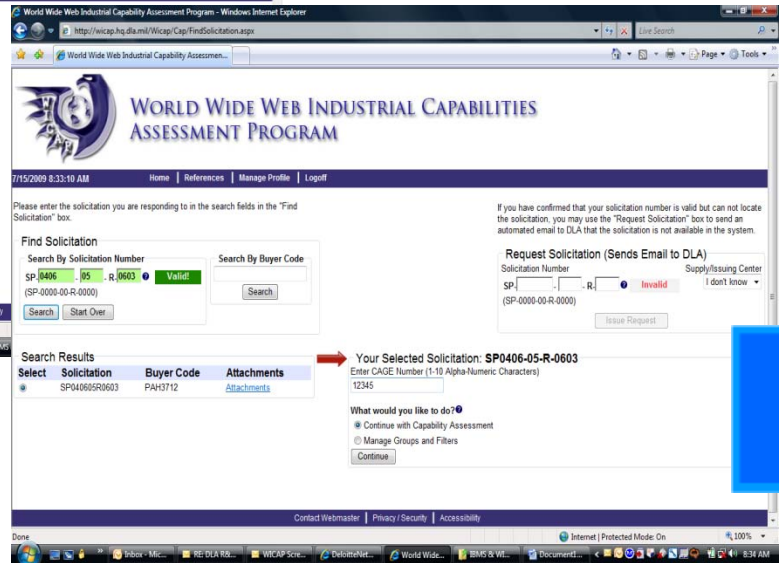 World Wide Web Industrial Capability Assessment Program - Windows Internet Explorer
http://wicap.hq.dla.mil/Wicap/Cap/FindSolicitation.aspx
Live Search
World Wide Web Industrial Capability Assessmen...
Page
Tools
WORLD WIDE WEB INDUSTRIAL CAPABILITIES
ASSESSMENT PROGRAM
7/15/2009 8:33:10 AM
Home | References | Manage Profile | Logoff
Please enter the solicitation you are responding to in the search fields in the "Find
Solicitation" box.
If you have confirmed that your solicitation number is valid but can not locate
the solicitation, you may use the "Request Solicitation" box to send an
automated email to DLA that the solicitation is not available in the system.
Find Solicitation
Search By Solicitation Number
SP- 0406 - 05 - R- 0603 Valid!
(SP-0000-00-R-0000)
Search Start Over
Search By Buyer Code
Search
Request Solicitation (Sends Email to DLA)
Solicitation Number
Supply/Issuing Center
SP- - - R- Invalid
I don't know
(SP-0000-00-R-0000)
Issue Request
Search Results
Select Solicitation Buyer Code Attachments
SP040605R0603 PAH3712 Attachments
Your Selected Solicitation: SP0406-05-R-0603
Enter CAGE Number (1-10 Alpha-Numeric Characters)
12345
What would you like to do?
Continue with Capability Assessment
Manage Groups and Filters
Continue
Contact Webmaster | Privacy / Security | Accessibility
Done
Internet | Protected Mode: On
100%
Inbox - Mic...
RE: DLA R&...
WICAP Scre...
DeloitteNet...
World Wide...
IBMS & WI...
Document1...
8:34 AM